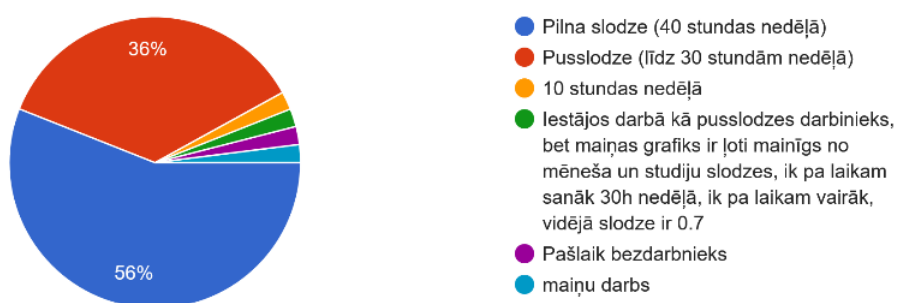 36%
56%
Pilna slodze (40 stundas nedēļā)
Pusslodze (līdz 30 stundām nedēļā)
10 stundas nedēļā
Iestājos darbā kā pusslodzes darbinieks,
bet maiņas grafiks ir ļoti mainīgs no
mēneša un studiju slodzes, ik pa laikam
sanāk 30h nedēļā, ik pa laikam vairāk,
vidējā slodze ir 0.7
Pašlaik bezdarbnieks
maiņu darbs